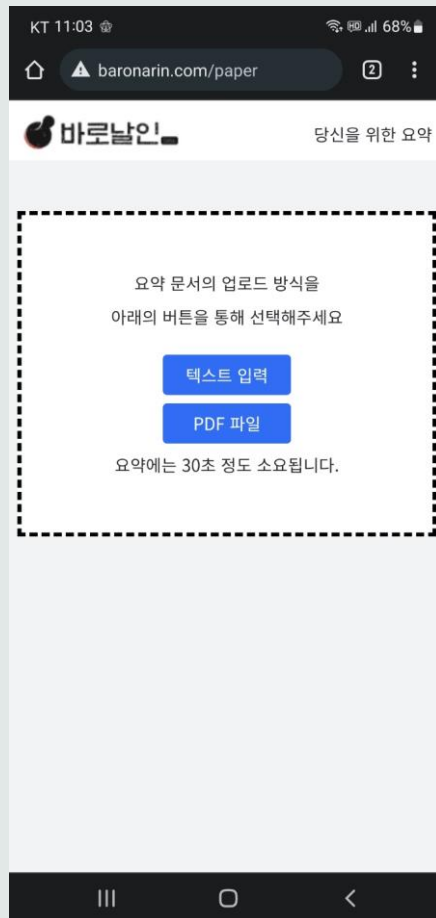 KT 11:03 68%
baronarin.com/paper 2
바로날인 당신을 위한 요약
요약 문서의 업로드 방식을
아래의 버튼을 통해 선택해주세요
텍스트 입력
PDF 파일
요약에는 30초 정도 소요됩니다.